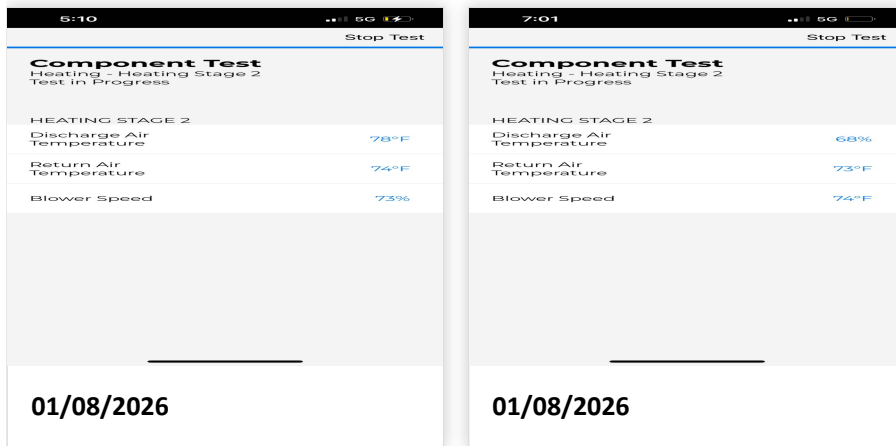 5:10
5G
Stop Test
Component Test
Heating - Heating Stage 2
Test in Progress
HEATING STAGE 2
Discharge Air
Temperature
78°F
Return Air
Temperature
74°F
Blower Speed
73%
01/08/2026
7:01
5G
Stop Test
Component Test
Heating - Heating Stage 2
Test in Progress
HEATING STAGE 2
Discharge Air
Temperature
68%
Return Air
Temperature
73°F
Blower Speed
74°F
01/08/2026